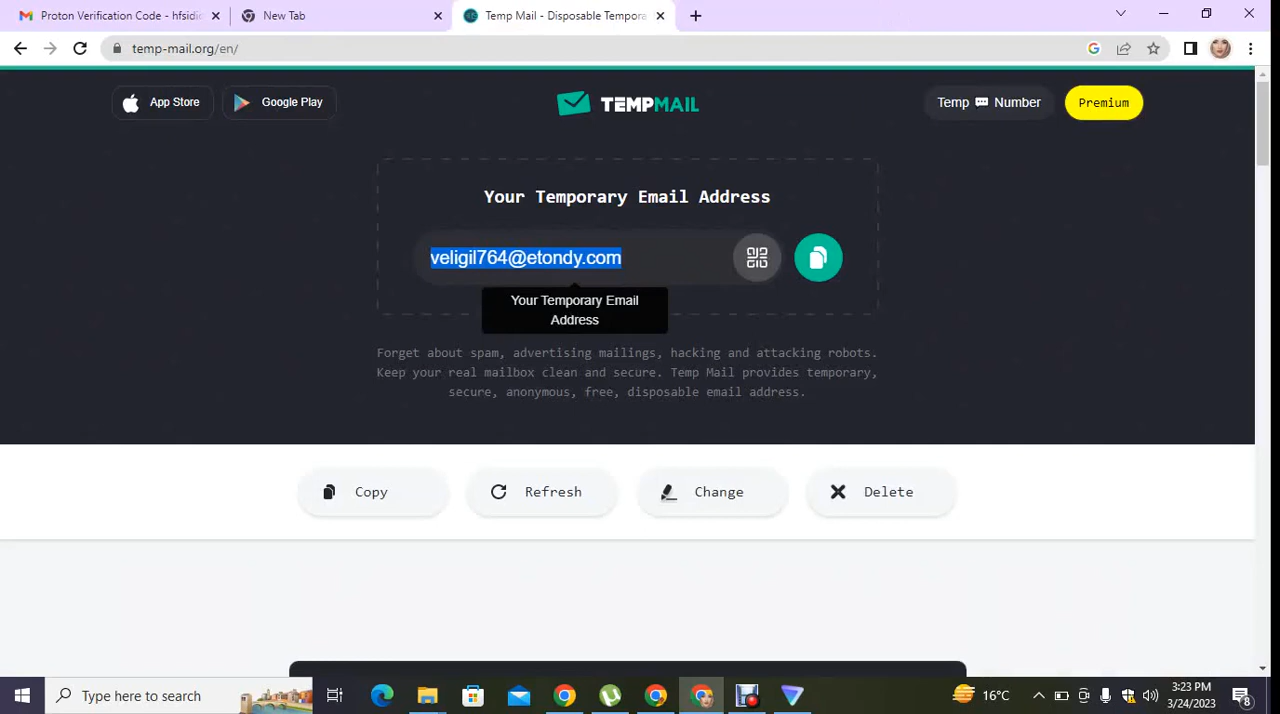 Proton Verification Code - hfsidio
New Tab
Temp Mail - Disposable Tempora
temp-mail.org/en/
App Store
Google Play
TEMPMAIL
Temp Number
Premium
Your Temporary Email Address
veligil764@etondy.com
Your Temporary Email
Address
Forget about spam, advertising mailings, hacking and attacking robots.
Keep your real mailbox clean and secure. Temp Mail provides temporary,
secure, anonymous, free, disposable email address.
Copy
Refresh
Change
Delete
Type here to search
16°C
3:23 PM
3/24/2023
8